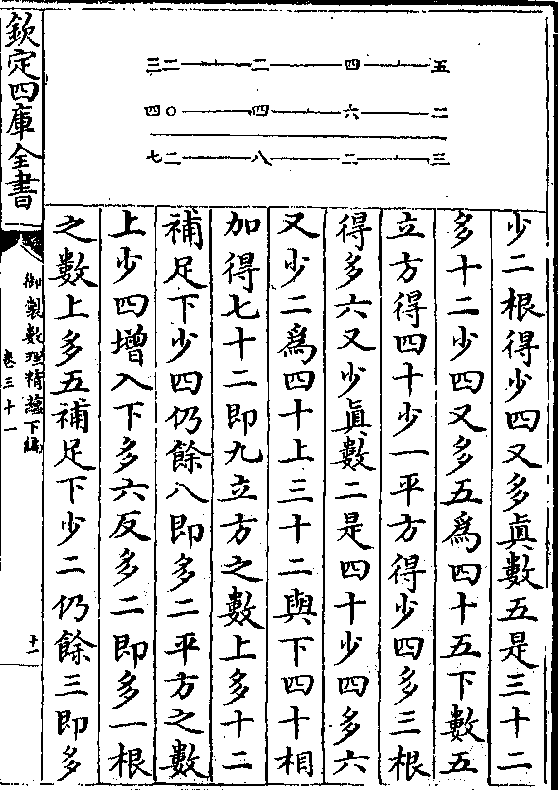 三二 二 四 五
四〇 四 六 二
七二 八 二 三
少二根得少四又多眞數五是三十二
多十二少四又多五爲四十五下數五
立方得四十少一平方得少四多三根
得多六又少眞數二是四十少四多六
又少二爲四十上三十二與下四十相
加得七十二即九立方之數上多十二
補足下少四仍餘八即多二平方之數
上少四增入下多六反多二即多一根
之數上多五補足下少二仍餘三即多
欽定四庫全書
御製數理精藴下編
卷三十一
十一